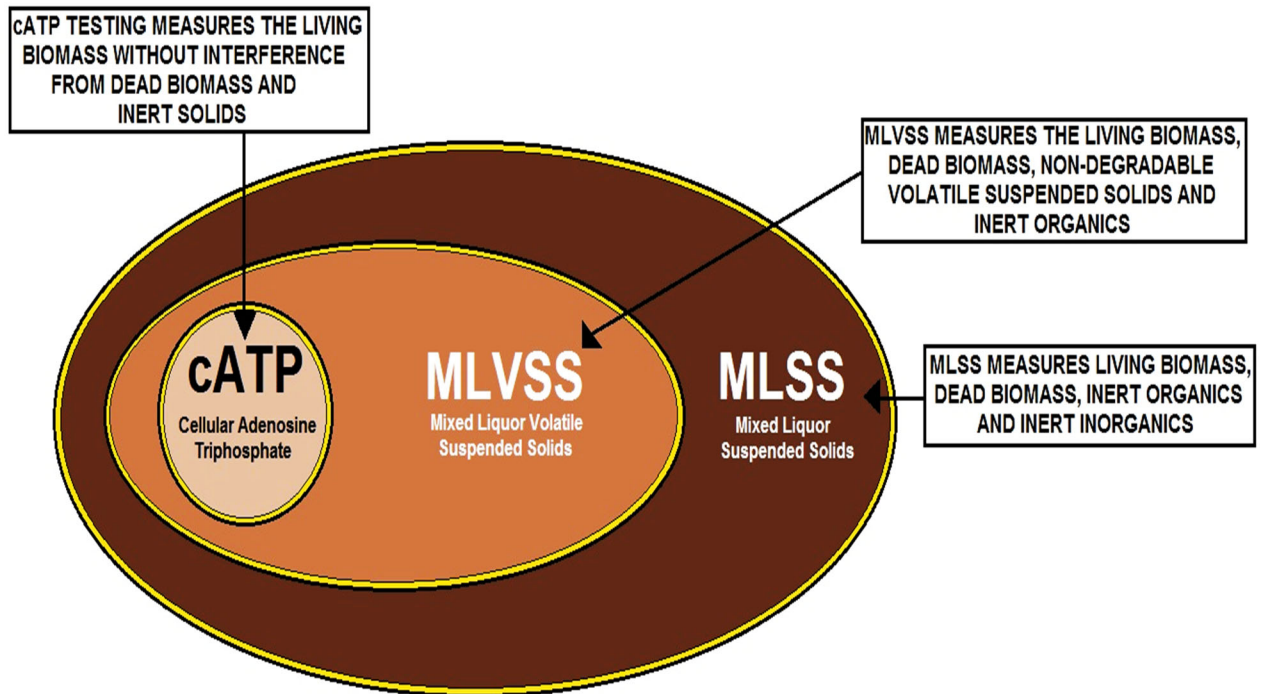 cATP TESTING MEASURES THE LIVING
BIOMASS WITHOUT INTERFERENCE
FROM DEAD BIOMASS AND
INERT SOLIDS
MLVSS MEASURES THE LIVING BIOMASS,
DEAD BIOMASS, NON-DEGRADABLE
VOLATILE SUSPENDED SOLIDS AND
INERT ORGANICS
cATP
Cellular Adenosine
Triphosphate
MLVSS
Mixed Liquor Volatile
Suspended Solids
MLSS
Mixed Liquor
Suspended Solids
MLSS MEASURES LIVING BIOMASS,
DEAD BIOMASS, INERT ORGANICS
AND INERT INORGANICS